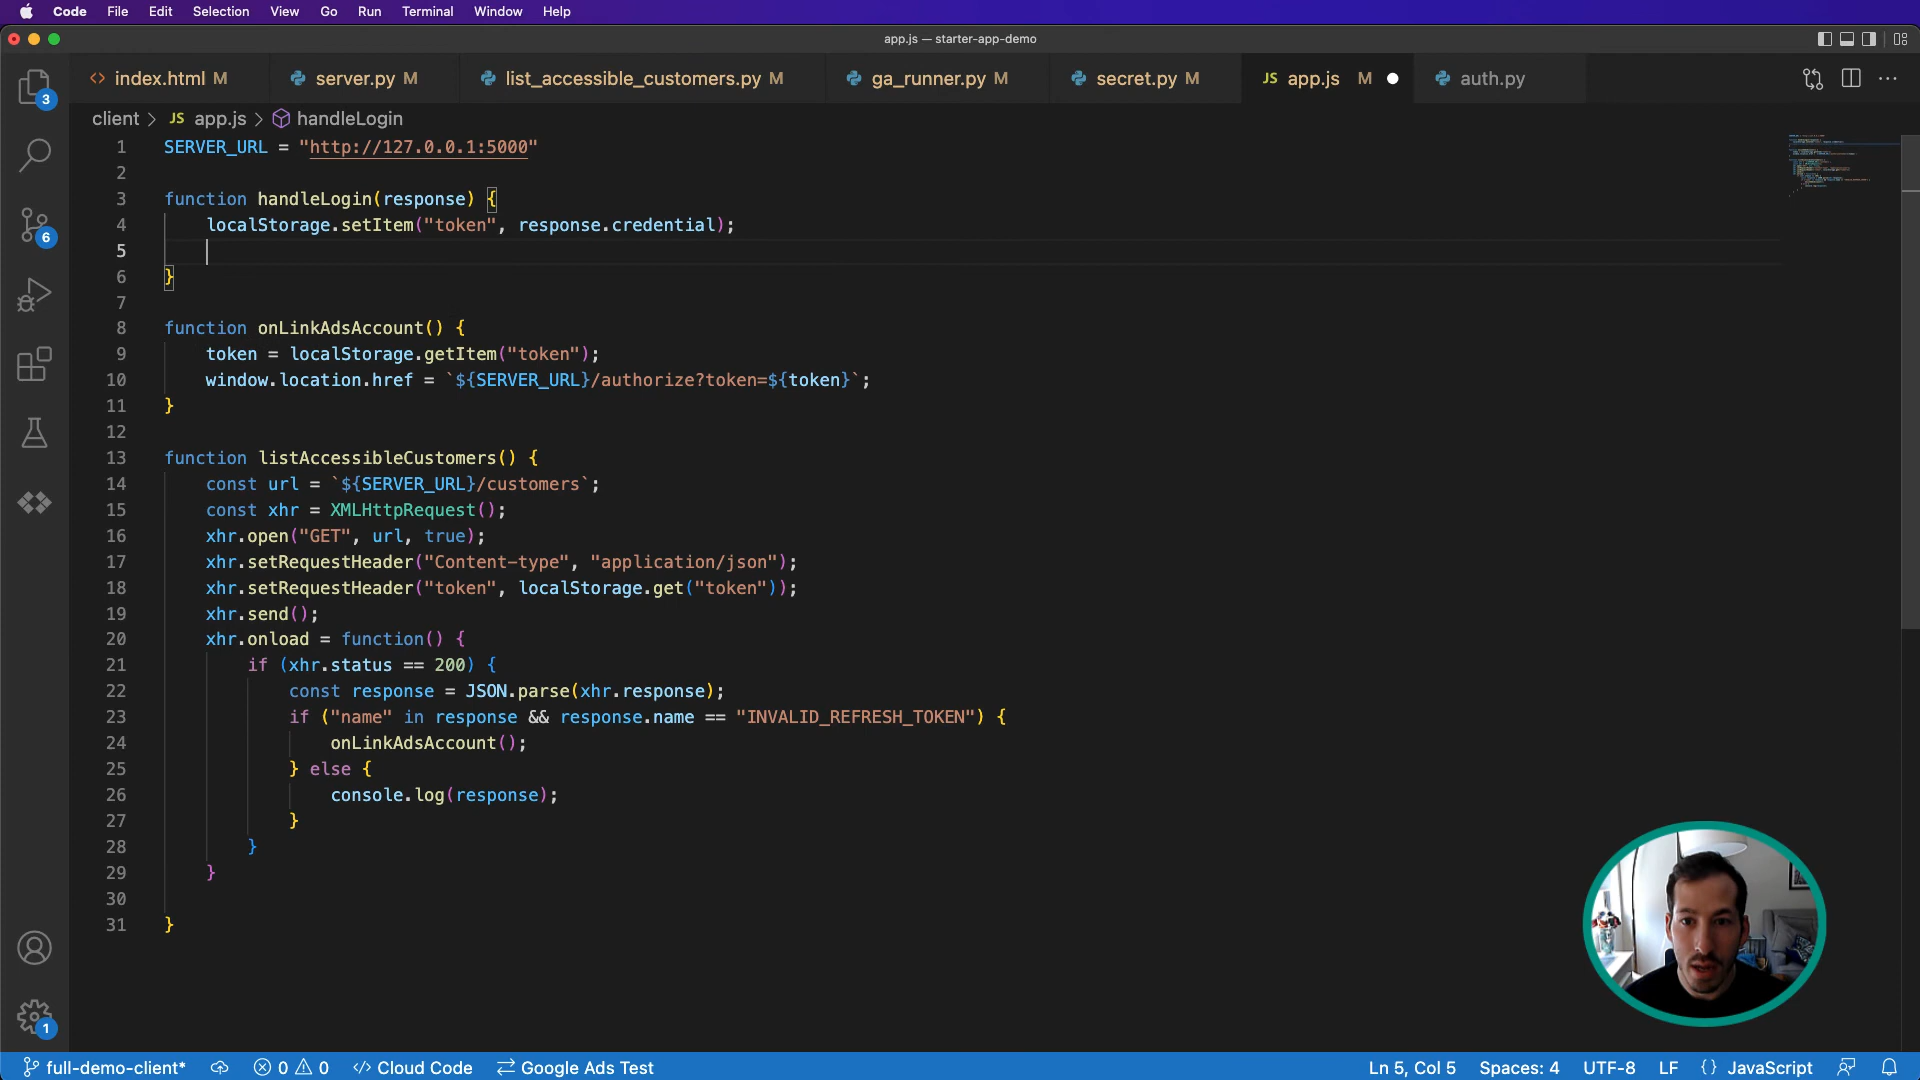 Code File Edit Selection View Go Run Terminal Window Help
app.js — starter-app-demo
index.html M server.py M list_accessible_customers.py M ga_runner.py M secret.py M JS app.js M auth.py
3
client > JS app.js > handleLogin
1 SERVER_URL = "http://127.0.0.1:5000"
2
3 function handleLogin(response) {
4 localStorage.setItem("token", response.credential);
5
6 }
7
8 function onLinkAdsAccount() {
9 token = localStorage.getItem("token");
10 window.location.href = `${SERVER_URL}/authorize?token=${token}`;
11 }
12
13 function listAccessibleCustomers() {
14 const url = `${SERVER_URL}/customers`;
15 const xhr = XMLHttpRequest();
16 xhr.open("GET", url, true);
17 xhr.setRequestHeader("Content-type", "application/json");
18 xhr.setRequestHeader("token", localStorage.get("token"));
19 xhr.send();
20 xhr.onload = function() {
21 if (xhr.status == 200) {
22 const response = JSON.parse(xhr.response);
23 if ("name" in response && response.name == "INVALID_REFRESH_TOKEN") {
24 onLinkAdsAccount();
25 } else {
26 console.log(response);
27 }
28 }
29 }
30
31 }
6
1
full-demo-client* 0 0 Cloud Code Google Ads Test Ln 5, Col 5 Spaces: 4 UTF-8 LF {} JavaScript